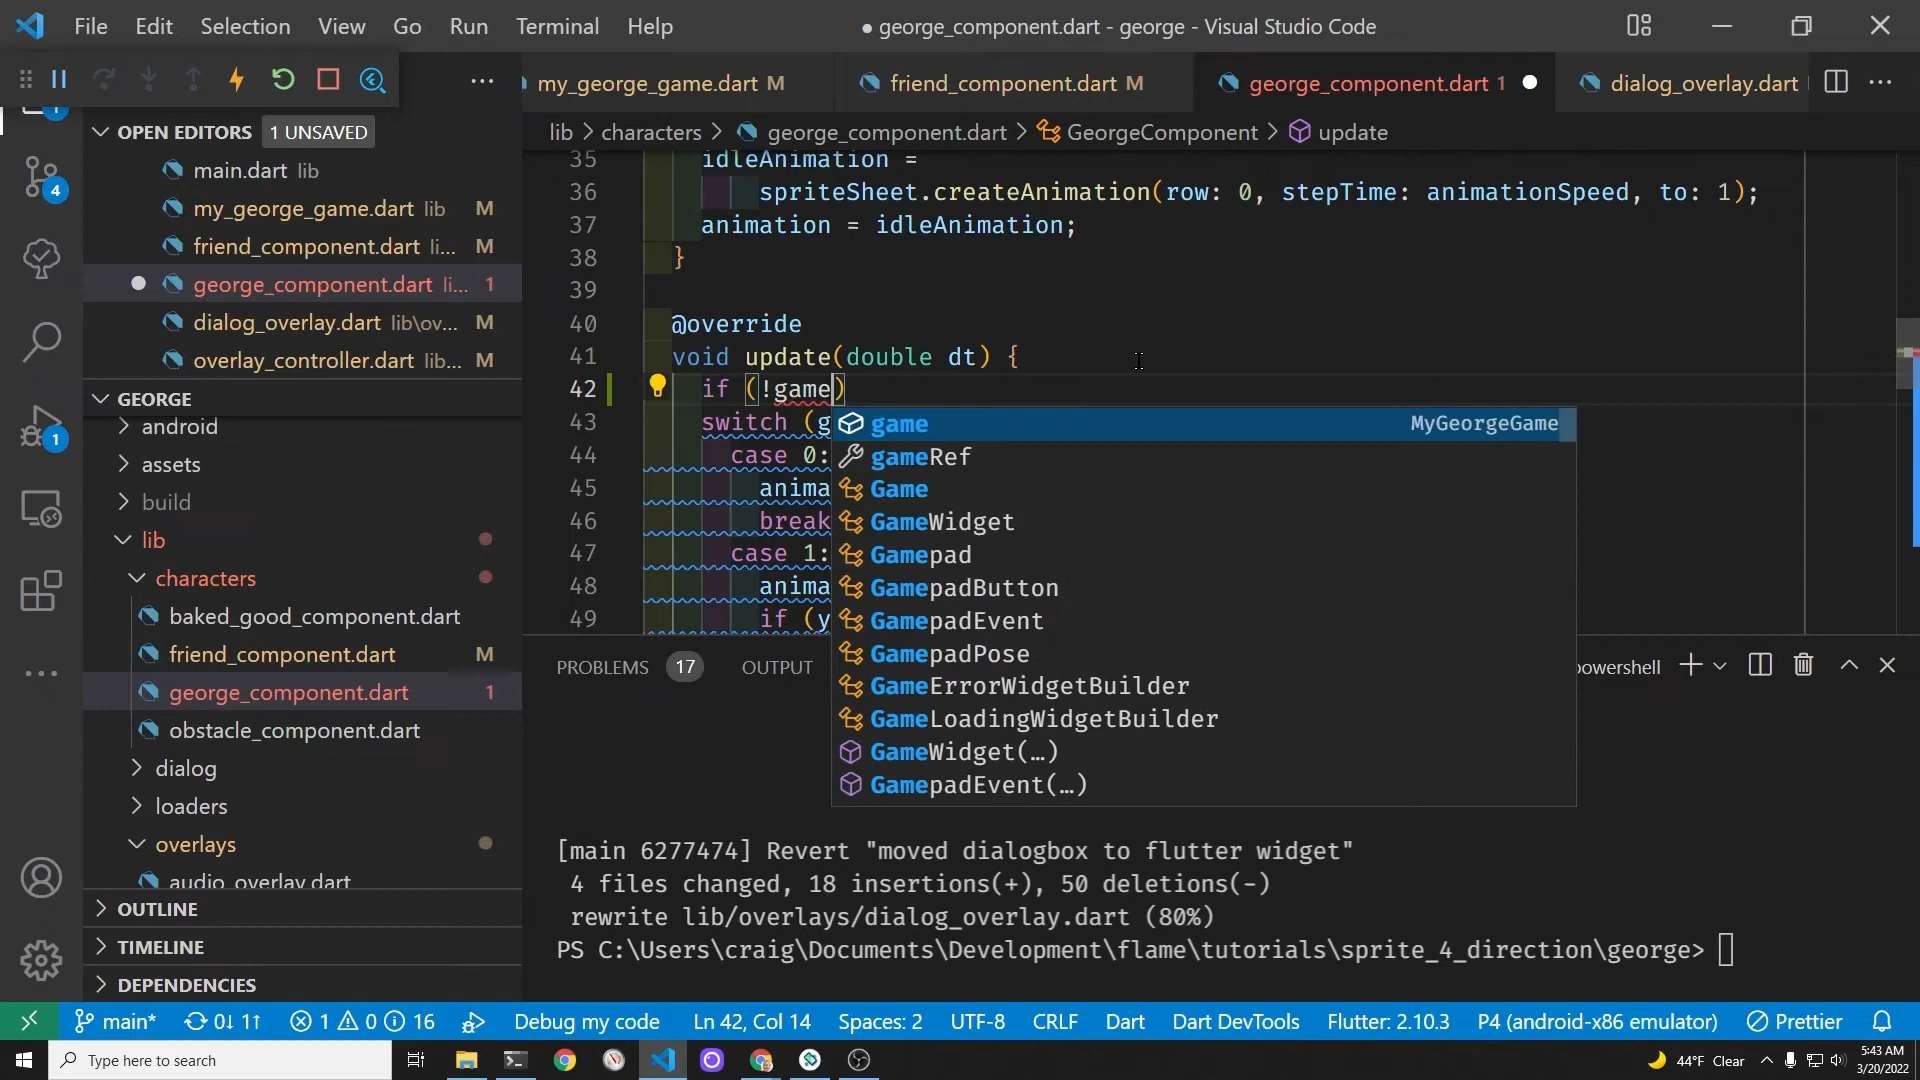 File Edit Selection View Go Run Terminal Help ● george_component.dart - george - Visual Studio Code
my_george_game.dart M friend_component.dart M george_component.dart 1 dialog_overlay.dart
OPEN EDITORS 1 UNSAVED
lib > characters > george_component.dart > GeorgeComponent > update
main.dart lib
my_george_game.dart lib M
friend_component.dart li... M
george_component.dart li... 1
dialog_overlay.dart lib\ov... M
overlay_controller.dart lib... M
GEORGE
android
assets
build
lib
characters
baked_good_component.dart
friend_component.dart M
george_component.dart 1
obstacle_component.dart
dialog
loaders
overlays
audio_overlay.dart
OUTLINE
TIMELINE
DEPENDENCIES
4
1
1
35 idleAnimation =
36 spriteSheet.createAnimation(row: 0, stepTime: animationSpeed, to: 1);
37 animation = idleAnimation;
38 }
39
40 @override
41 void update(double dt) {
42 if (!game)
43 switch (g
44 case 0:
45 anima
46 break
47 case 1:
48 anima
49 if (y
game MyGeorgeGame
gameRef
Game
GameWidget
Gamepad
GamepadButton
GamepadEvent
GamepadPose
GameErrorWidgetBuilder
GameLoadingWidgetBuilder
GameWidget(…)
GamepadEvent(…)
PROBLEMS 17 OUTPUT powershell
[main 6277474] Revert "moved dialogbox to flutter widget"
4 files changed, 18 insertions(+), 50 deletions(-)
rewrite lib/overlays/dialog_overlay.dart (80%)
PS C:\Users\craig\Documents\Development\flame\tutorials\sprite_4_direction\george>
main* 0↓ 1↑ 1 0 16 Debug my code Ln 42, Col 14 Spaces: 2 UTF-8 CRLF Dart Dart DevTools Flutter: 2.10.3 P4 (android-x86 emulator) Prettier
Type here to search 44°F Clear 5:43 AM
3/20/2022